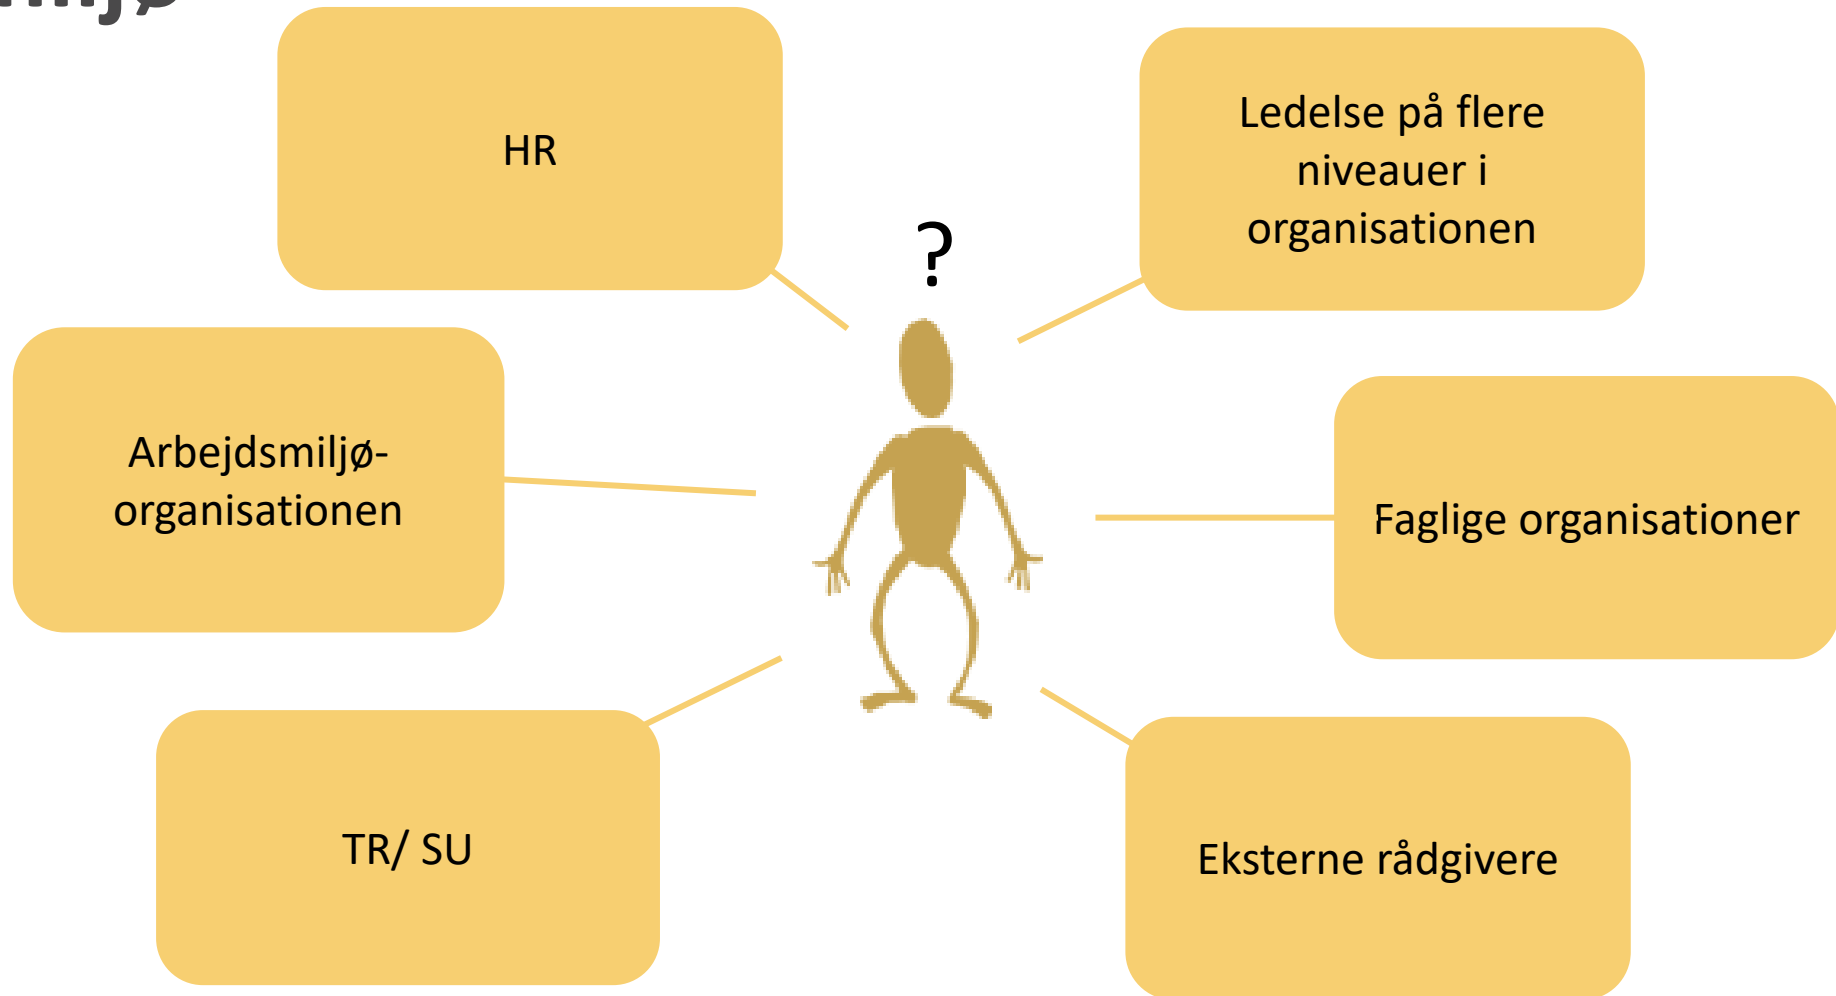 HR
Ledelse på flere
niveauer i
organisationen
?
Arbejdsmiljø-
organisationen
Faglige organisationer
TR/ SU
Eksterne rådgivere